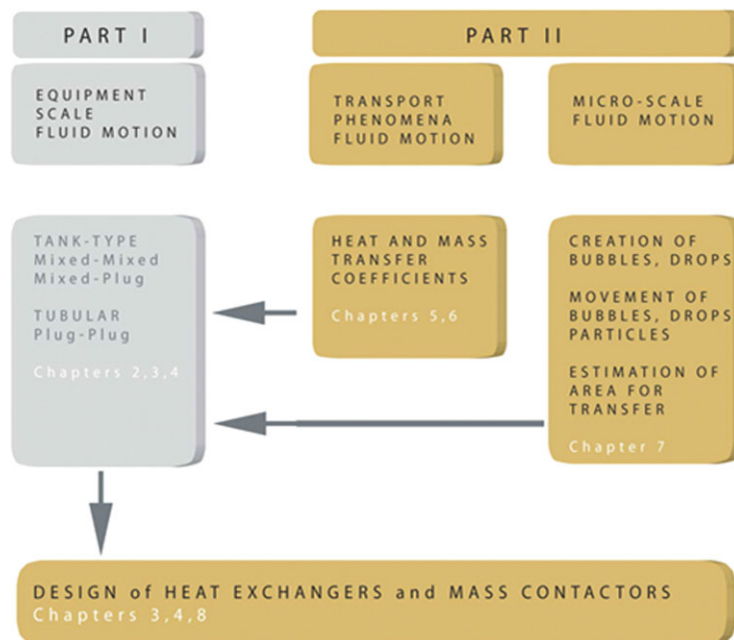 PART I
PART II
EQUIPMENT
SCALE
FLUID MOTION
TRANSPORT
PHENOMENA
FLUID MOTION
MICRO-SCALE
FLUID MOTION
TANK-TYPE
Mixed-Mixed
Mixed-Plug
TUBULAR
Plug-Plug
Chapters 2,3,4
HEAT AND MASS
TRANSFER
COEFFICIENTS
Chapters 5,6
CREATION OF
BUBBLES, DROPS
MOVEMENT OF
BUBBLES, DROPS
PARTICLES
ESTIMATION OF
AREA FOR
TRANSFER
Chapter 7
DESIGN of HEAT EXCHANGERS and MASS CONTACTORS
Chapters 3,4,8